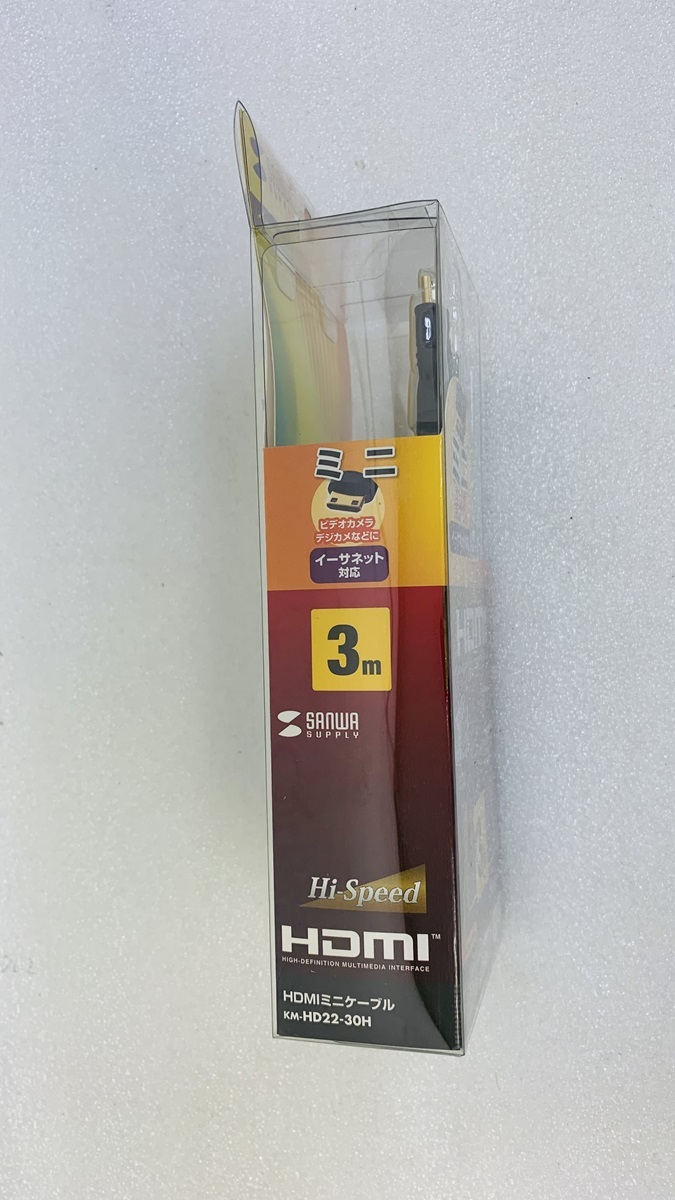 ミニ
ビデオカメラ
デジカメなどに
イーサネット
対応
3m
SANWA
SUPPLY
Hi-Speed
HDMI™
HIGH-DEFINITION MULTIMEDIA INTERFACE
HDMIミニケーブル
KM-HD22-30H